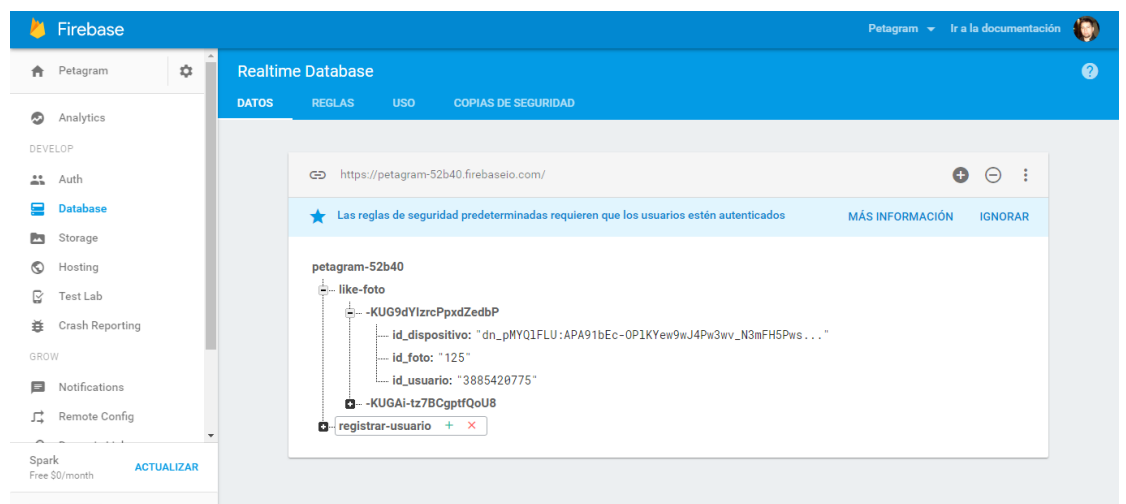 Firebase
Petagram
Ir a la documentación
Petagram
Realtime Database
DATOS REGLAS USO COPIAS DE SEGURIDAD
Analytics
DEVELOP
Auth
Database
Storage
Hosting
Test Lab
Crash Reporting
GROW
Notifications
Remote Config
Spark
Free $0/month
ACTUALIZAR
https://petagram-52b40.firebaseio.com/
Las reglas de seguridad predeterminadas requieren que los usuarios estén autenticados
MÁS INFORMACIÓN IGNORAR
petagram-52b40
like-foto
-KUG9dYIzrcPpxdZedbP
id_dispositivo: "dn_pMYQlFLU:APA91bEc-OPlKYew9wJ4Pw3wv_N3mFH5Pws..."
id_foto: "125"
id_usuario: "3885420775"
-KUGAi-tz7BCgptfQoU8
registrar-usuario